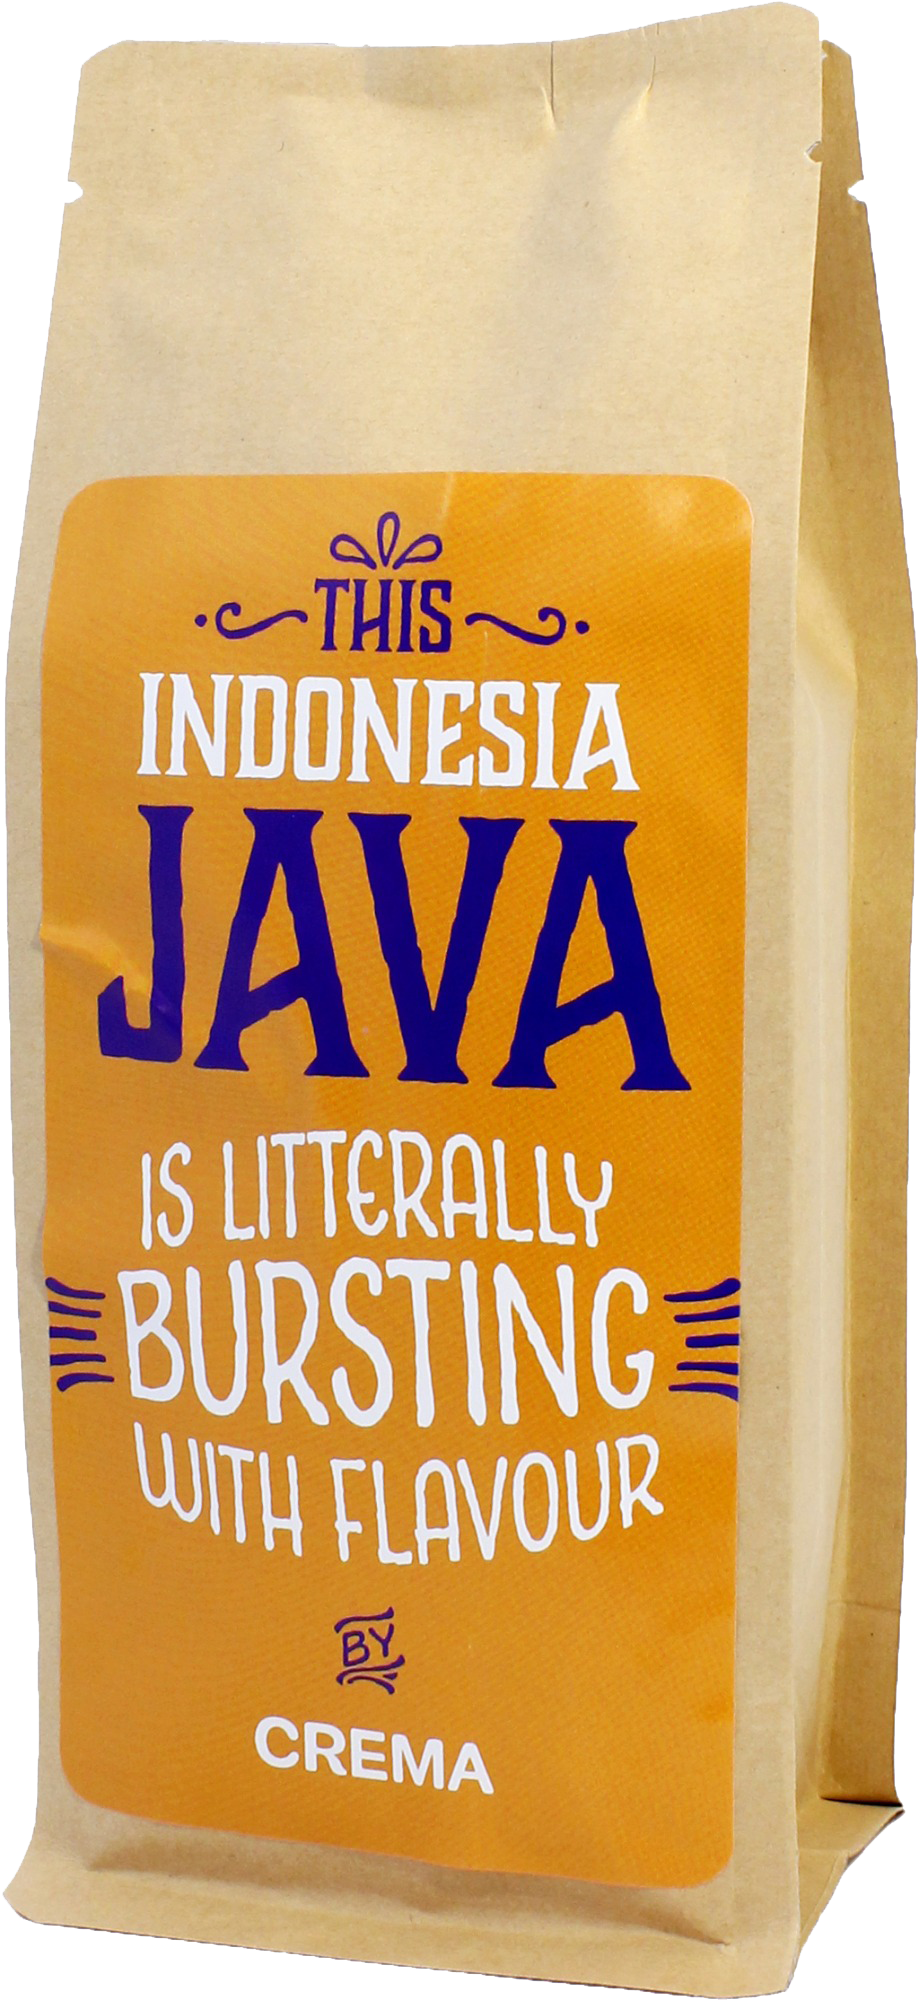 THIS
INDONESIA
JAVA
IS LITTERALLY
BURSTING
WITH FLAVOUR
BY
CREMA